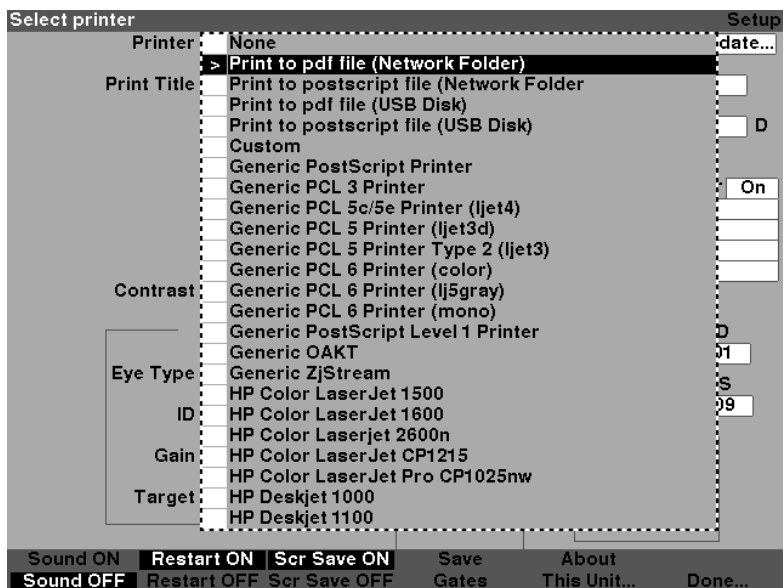 Select printer Setup
Printer None date...
> Print to pdf file (Network Folder)
Print Title Print to postscript file (Network Folder
Print to pdf file (USB Disk)
Print to postscript file (USB Disk) D
Custom
Generic PostScript Printer
Generic PCL 3 Printer On
Generic PCL 5c/5e Printer (ljet4)
Generic PCL 5 Printer (ljet3d)
Generic PCL 5 Printer Type 2 (ljet3)
Generic PCL 6 Printer (color)
Contrast Generic PCL 6 Printer (lj5gray)
Generic PCL 6 Printer (mono)
Generic PostScript Level 1 Printer D
Generic OAKT 01
Eye Type Generic ZjStream S
HP Color LaserJet 1500
ID HP Color LaserJet 1600 09
HP Color Laserjet 2600n
Gain HP Color LaserJet CP1215
HP Color LaserJet Pro CP1025nw
Target HP Deskjet 1000
HP Deskjet 1100
Sound ON Restart ON Scr Save ON Save About
Sound OFF Restart OFF Scr Save OFF Gates This Unit... Done...